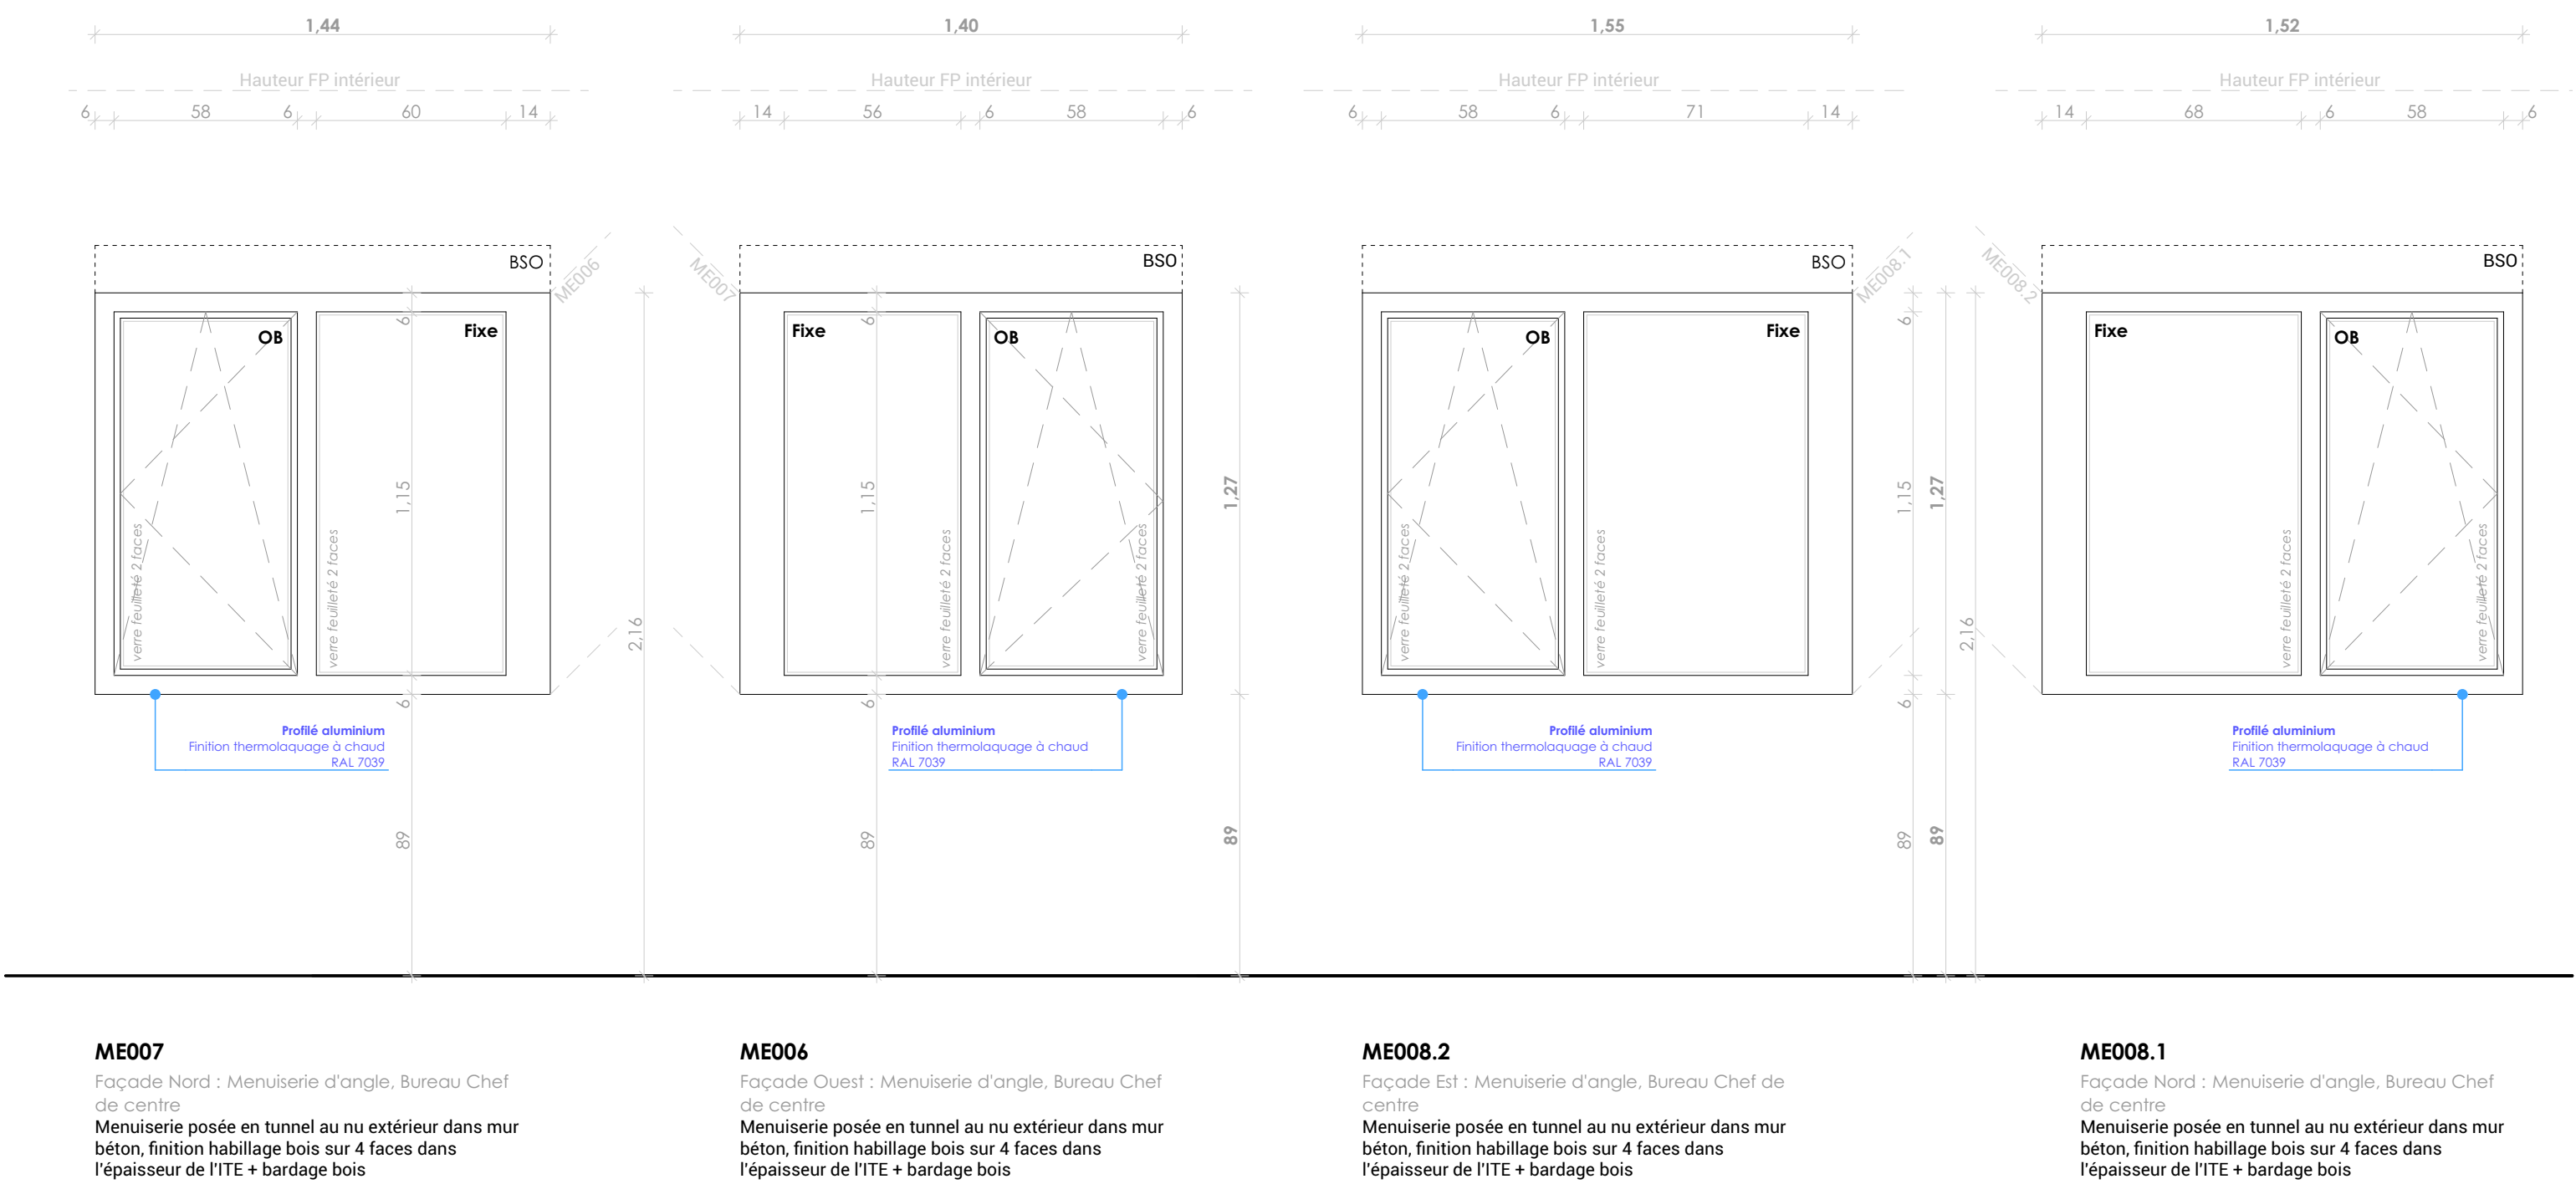 1,44
1,40
1,55
1,52
Hauteur FP intérieur
Hauteur FP intérieur
Hauteur FP intérieur
Hauteur FP intérieur
6 58 6 60 14
14 56 6 58 6
6 58 6 71 14
14 68 6 58 6
BSO
ME006
ME007
BSO
BSO
ME008.1
ME008.2
BSO
OB
6
Fixe
Fixe
6
OB
OB
Fixe
6
Fixe
OB
1,15
1,15
1,27
1,15
1,27
verre feuilleté 2 faces
verre feuilleté 2 faces
verre feuilleté 2 faces
verre feuilleté 2 faces
verre feuilleté 2 faces
verre feuilleté 2 faces
verre feuilleté 2 faces
verre feuilleté 2 faces
2,16
2,16
6
6
6
Profilé aluminium
Finition thermolaquage à chaud
RAL 7039
Profilé aluminium
Finition thermolaquage à chaud
RAL 7039
Profilé aluminium
Finition thermolaquage à chaud
RAL 7039
Profilé aluminium
Finition thermolaquage à chaud
RAL 7039
89
89
89
89
89
ME007
Façade Nord : Menuiserie d'angle, Bureau Chef
de centre
Menuiserie posée en tunnel au nu extérieur dans mur
béton, finition habillage bois sur 4 faces dans
l'épaisseur de l'ITE + bardage bois
ME006
Façade Ouest : Menuiserie d'angle, Bureau Chef
de centre
Menuiserie posée en tunnel au nu extérieur dans mur
béton, finition habillage bois sur 4 faces dans
l'épaisseur de l'ITE + bardage bois
ME008.2
Façade Est : Menuiserie d'angle, Bureau Chef de
centre
Menuiserie posée en tunnel au nu extérieur dans mur
béton, finition habillage bois sur 4 faces dans
l'épaisseur de l'ITE + bardage bois
ME008.1
Façade Nord : Menuiserie d'angle, Bureau Chef
de centre
Menuiserie posée en tunnel au nu extérieur dans mur
béton, finition habillage bois sur 4 faces dans
l'épaisseur de l'ITE + bardage bois